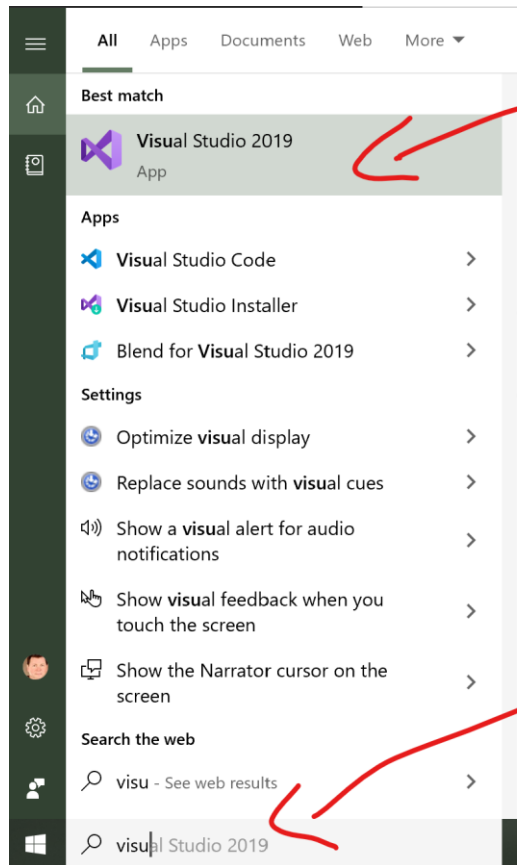 All Apps Documents Web More
Best match
Visual Studio 2019
App
Apps
Visual Studio Code
Visual Studio Installer
Blend for Visual Studio 2019
Settings
Optimize visual display
Replace sounds with visual cues
Show a visual alert for audio
notifications
Show visual feedback when you
touch the screen
Show the Narrator cursor on the
screen
Search the web
visu - See web results
visual Studio 2019